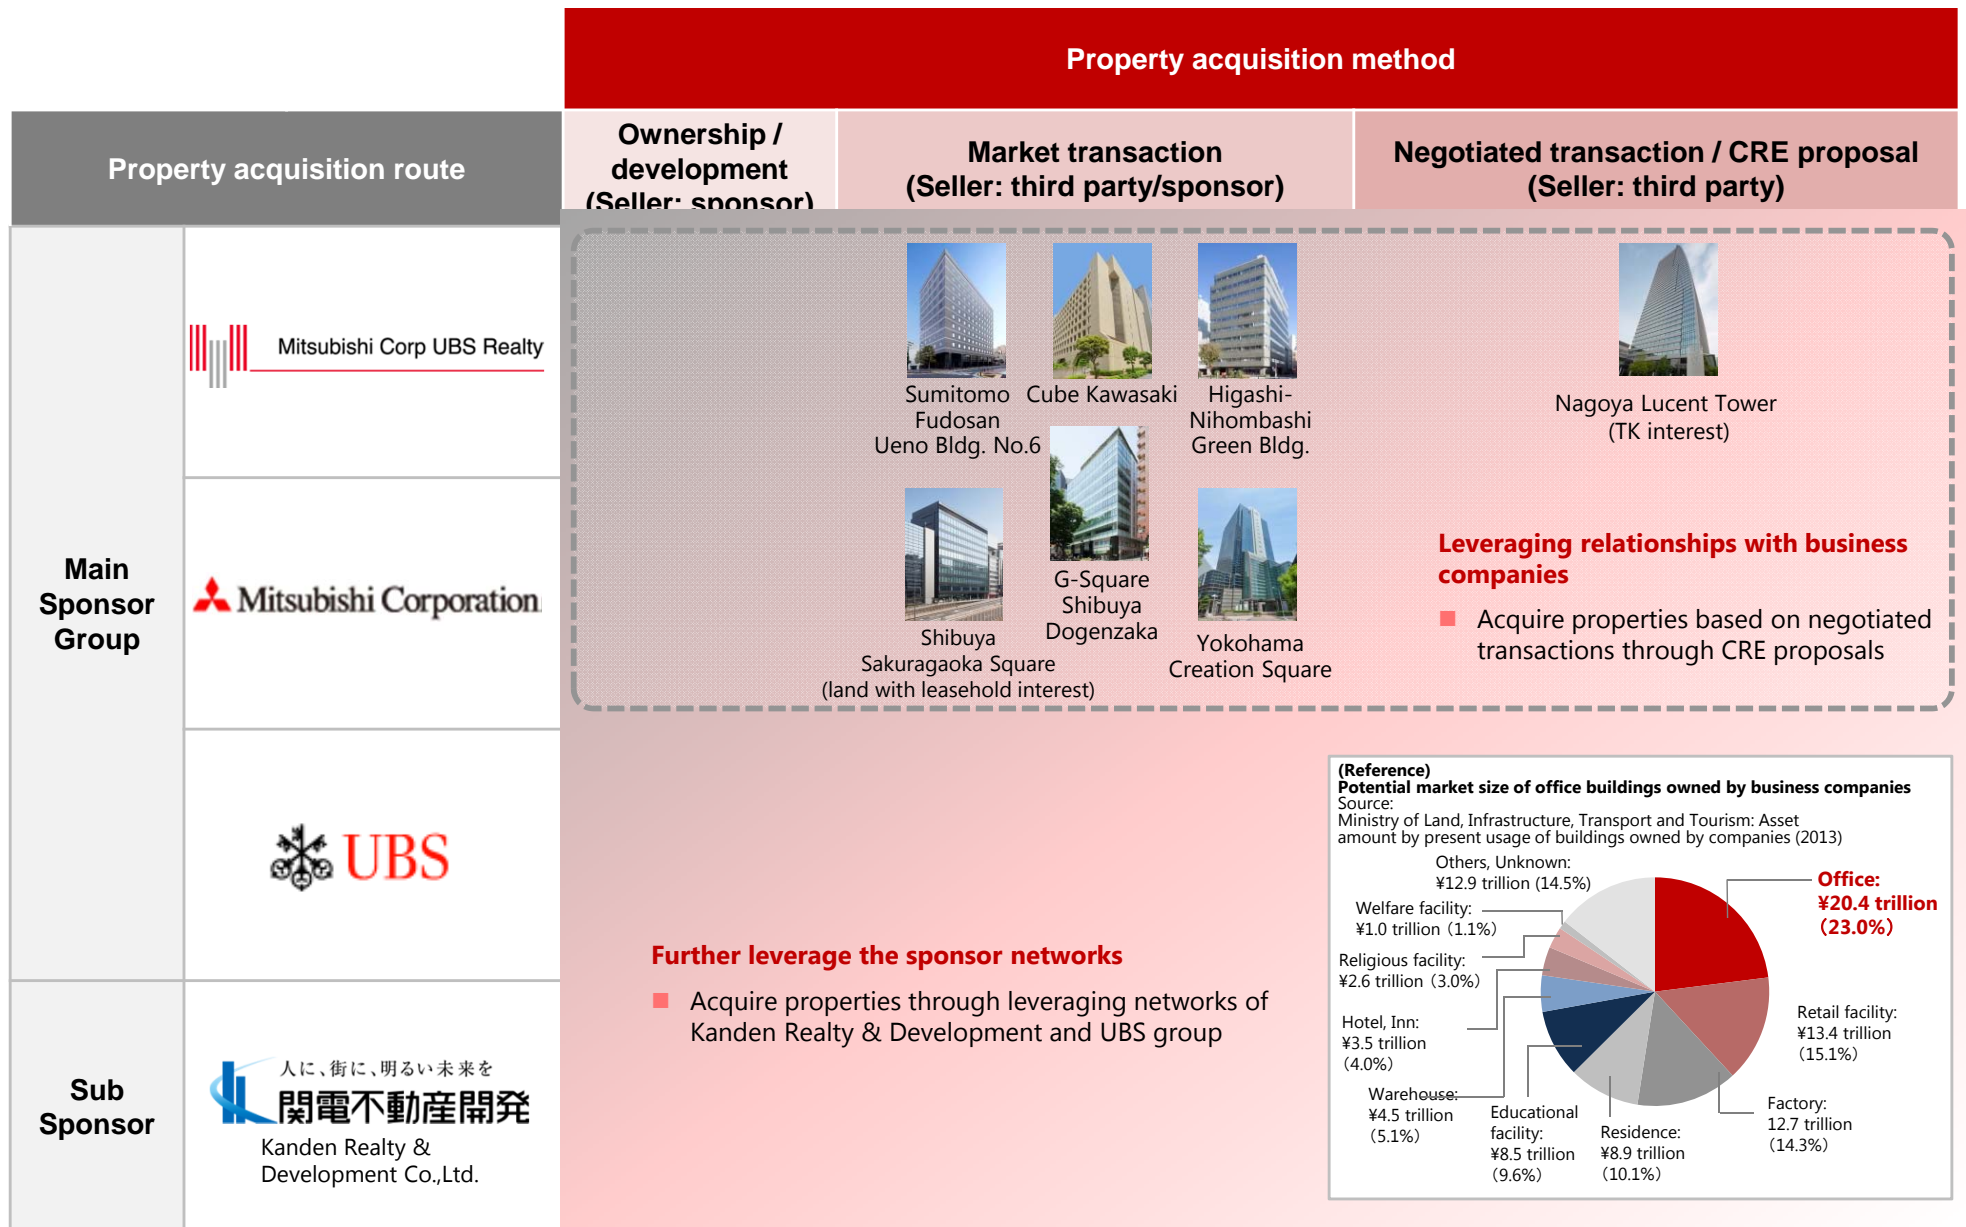 Property acquisition method
Property acquisition route
Ownership /
development
(Seller: sponsor)
Market transaction
(Seller: third party/sponsor)
Negotiated transaction / CRE proposal
(Seller: third party)
Main
Sponsor
Group
Mitsubishi Corp UBS Realty
Mitsubishi Corporation
UBS
Sub
Sponsor
人に、街に、明るい未来を
関電不動産開発
Kanden Realty &
Development Co.,Ltd.
Sumitomo
Fudosan
Ueno Bldg. No.6
Cube Kawasaki
Higashi-
Nihombashi
Green Bldg.
Nagoya Lucent Tower
(TK interest)
Shibuya
Sakuragaoka Square
(land with leasehold interest)
G-Square
Shibuya
Dogenzaka
Yokohama
Creation Square
Leveraging relationships with business
companies
Acquire properties based on negotiated
transactions through CRE proposals
Further leverage the sponsor networks
Acquire properties through leveraging networks of
Kanden Realty & Development and UBS group
(Reference)
Potential market size of office buildings owned by business companies
Source:
Ministry of Land, Infrastructure, Transport and Tourism: Asset
amount by present usage of buildings owned by companies (2013)
Others, Unknown:
¥12.9 trillion (14.5%)
Welfare facility:
¥1.0 trillion（1.1%）
Religious facility:
¥2.6 trillion（3.0%）
Hotel, Inn:
¥3.5 trillion
（4.0%）
Warehouse:
¥4.5 trillion
（5.1%）
Educational
facility:
¥8.5 trillion
（9.6%）
Residence:
¥8.9 trillion
（10.1%）
Factory:
12.7 trillion
（14.3%）
Retail facility:
¥13.4 trillion
（15.1%）
Office:
¥20.4 trillion
（23.0%）